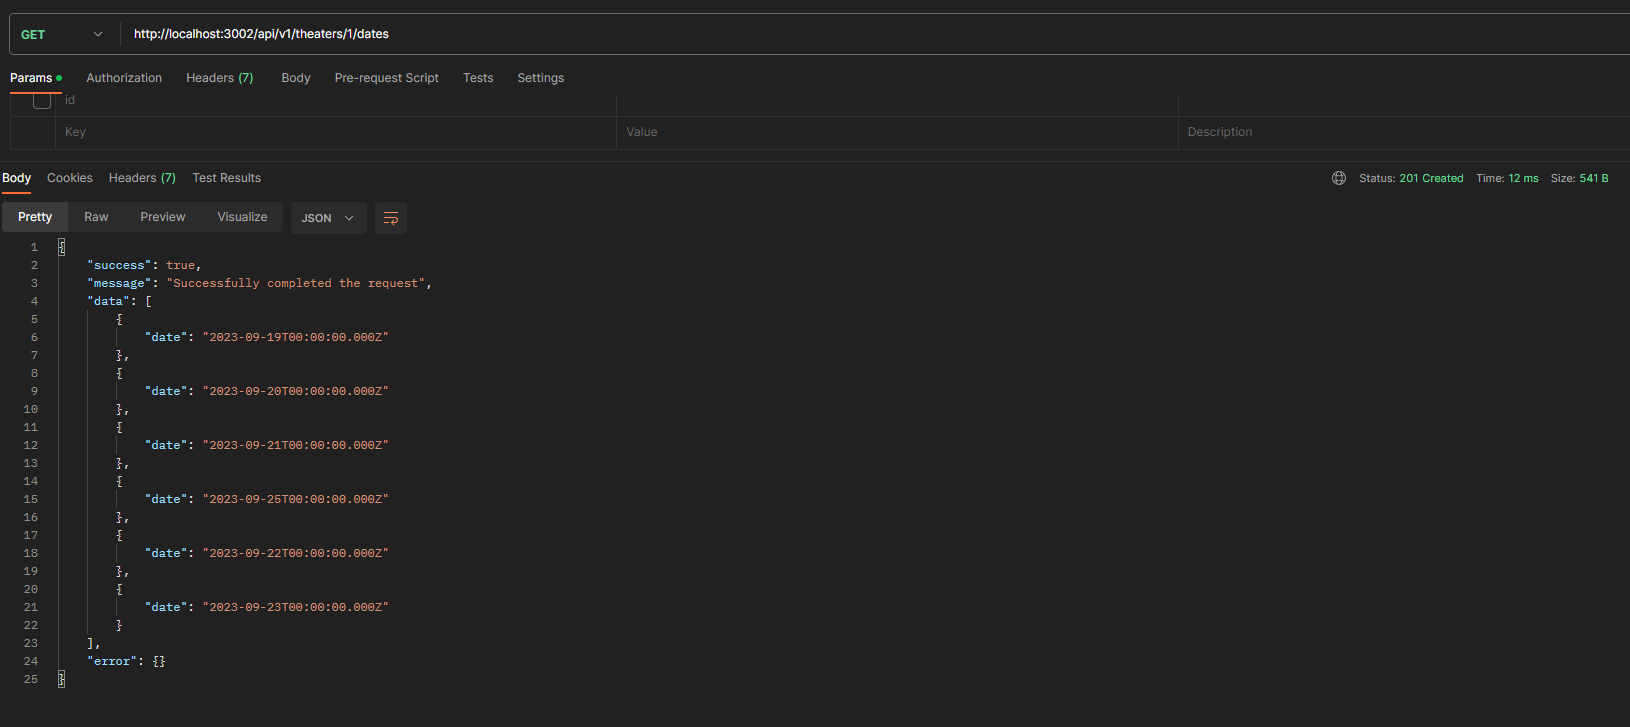 GET http://localhost:3002/api/v1/theaters/1/dates
Params Authorization Headers (7) Body Pre-request Script Tests Settings
id
Key Value Description
Body Cookies Headers (7) Test Results Status: 201 Created Time: 12 ms Size: 541 B
Pretty Raw Preview Visualize JSON
1 {
2 "success": true,
3 "message": "Successfully completed the request",
4 "data": [
5 {
6 "date": "2023-09-19T00:00:00.000Z"
7 },
8 {
9 "date": "2023-09-20T00:00:00.000Z"
10 },
11 {
12 "date": "2023-09-21T00:00:00.000Z"
13 },
14 {
15 "date": "2023-09-25T00:00:00.000Z"
16 },
17 {
18 "date": "2023-09-22T00:00:00.000Z"
19 },
20 {
21 "date": "2023-09-23T00:00:00.000Z"
22 }
23 ],
24 "error": {}
25 }